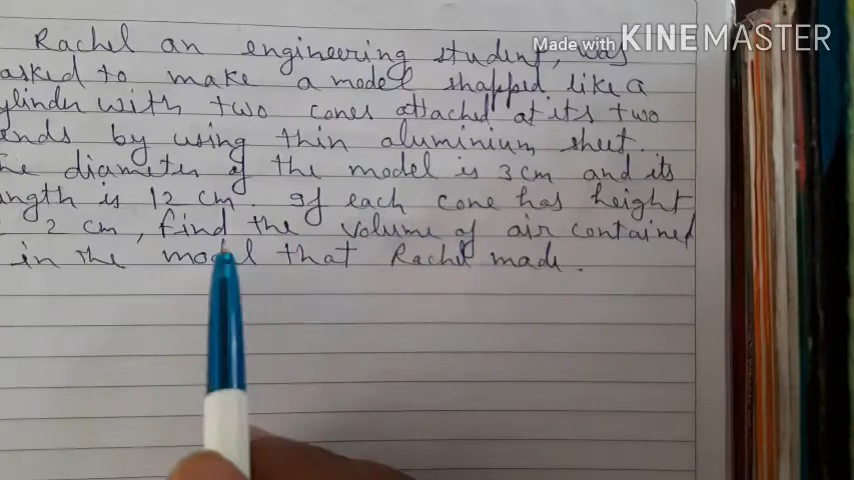 Made with KINEMASTER
Rachel an engineering student, was
asked to make a model shapped like a
ylinder with two cones attached at its two
ends by using thin aluminium sheet.
he diameter of the model is 3 cm and its
ength is 12 cm. If each cone has height
2 cm, find the volume of air contained
in the model that Rachel made.